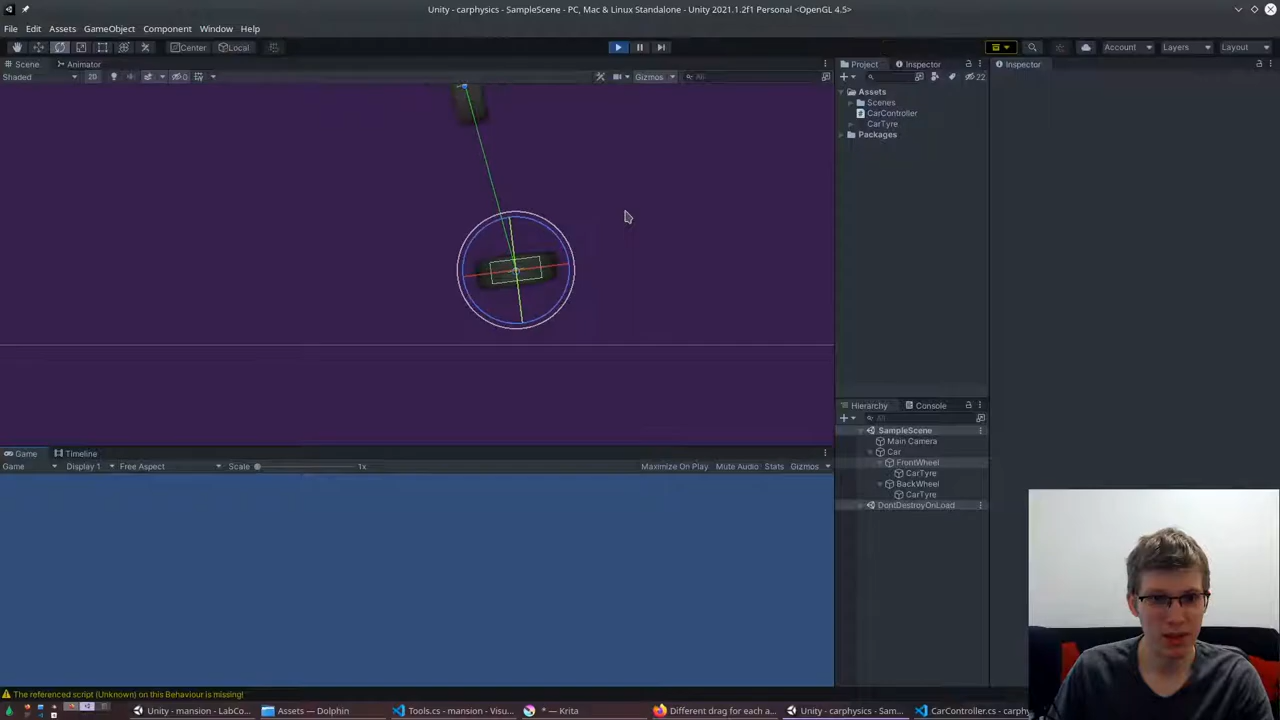 Unity - carphysics - SampleScene - PC, Mac & Linux Standalone - Unity 2021.1.2f1 Personal <OpenGL 4.5>
File Edit Assets GameObject Component Window Help
Center Local Account Layers Layout
Scene Animator
Shaded 2D 0 Gizmos All
Project Inspector
22
Assets
Scenes
CarController
CarTyre
Packages
Inspector
Hierarchy Console
All
SampleScene
Main Camera
Car
FrontWheel
CarTyre
BackWheel
CarTyre
DontDestroyOnLoad
Game Timeline
Game Display 1 Free Aspect Scale 1x Maximize On Play Mute Audio Stats Gizmos
The referenced script (Unknown) on this Behaviour is missing!
Unity - mansion - LabCo... Assets — Dolphin Tools.cs - mansion - Visu... * — Krita Different drag for each a... Unity - carphysics - Sam... CarController.cs - carph